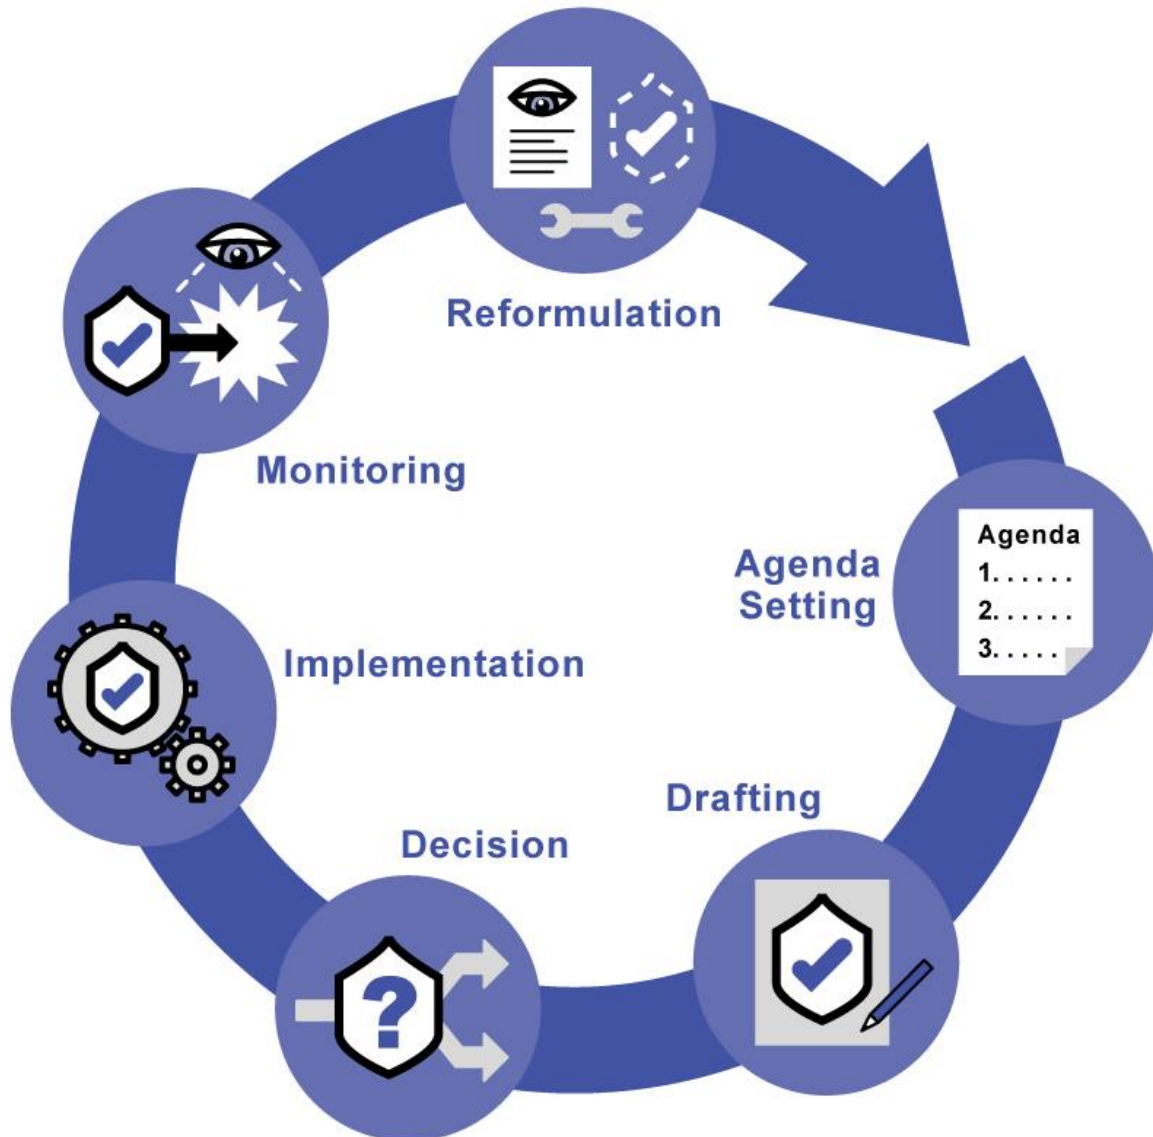 Reformulation
Monitoring
Implementation
Decision
Drafting
Agenda
Setting
Agenda
1. . . . . .
2. . . . . .
3. . . . .
?